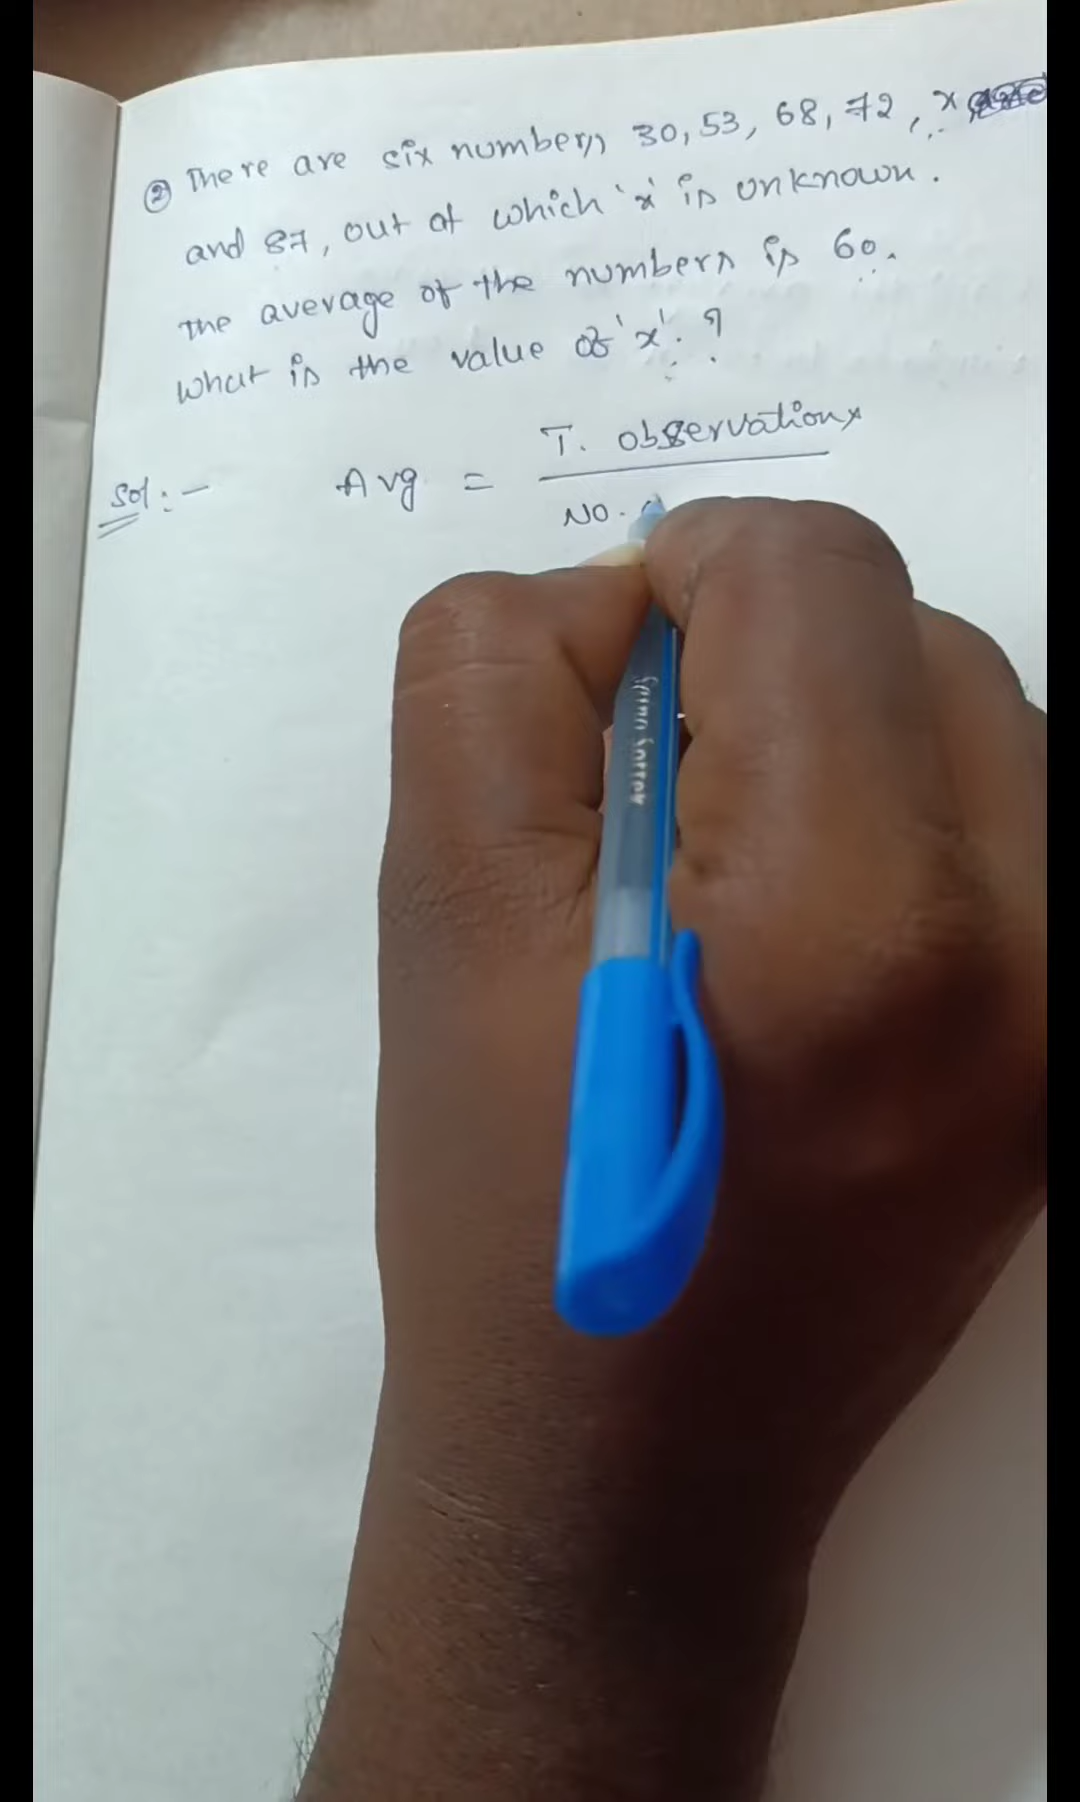 ② There are six numbers 30, 53, 68, 72, x
and 87, out of which 'x' is unknown.
The average of the numbers is 60.
What is the value of 'x'. ?
Sol:- Avg = T. observations
No.